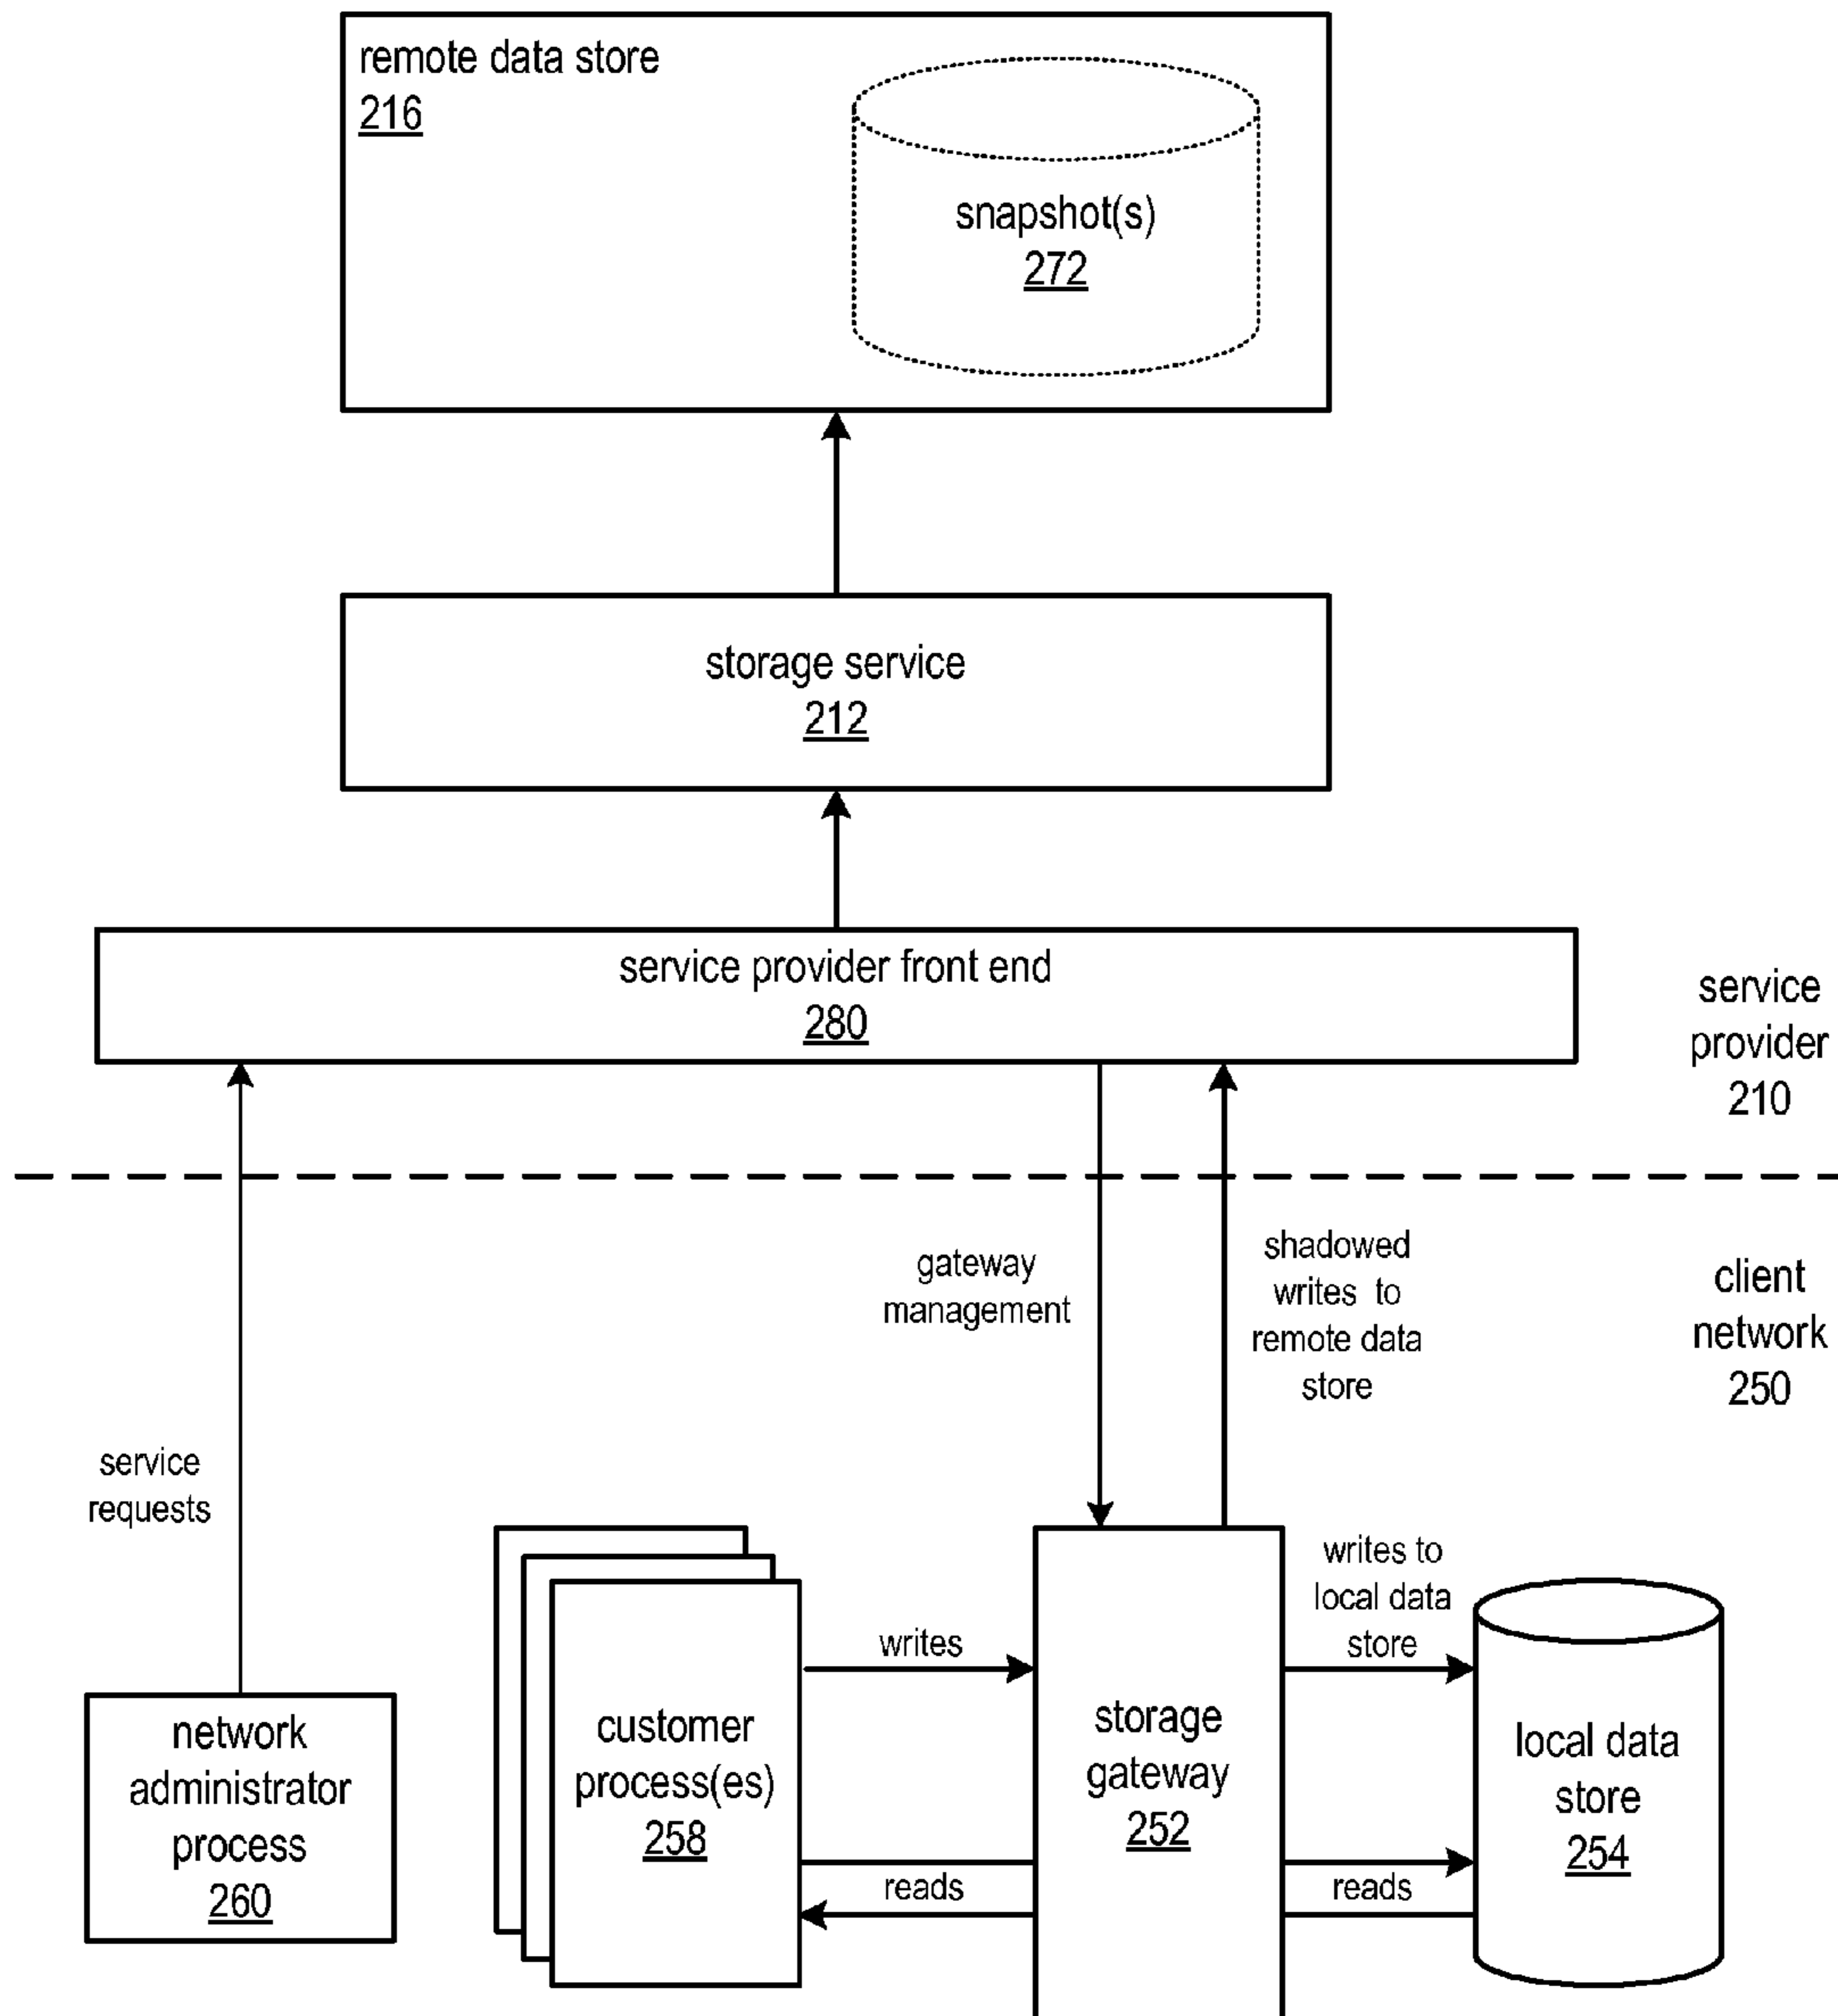 remote data store
216
snapshot(s)
272
storage service
212
service provider front end
280
service
provider
210
client
network
250
gateway
management
shadowed
writes to
remote data
store
service
requests
writes to
local data
store
writes
network
administrator
process
260
customer
process(es)
258
storage
gateway
252
local data
store
254
reads
reads